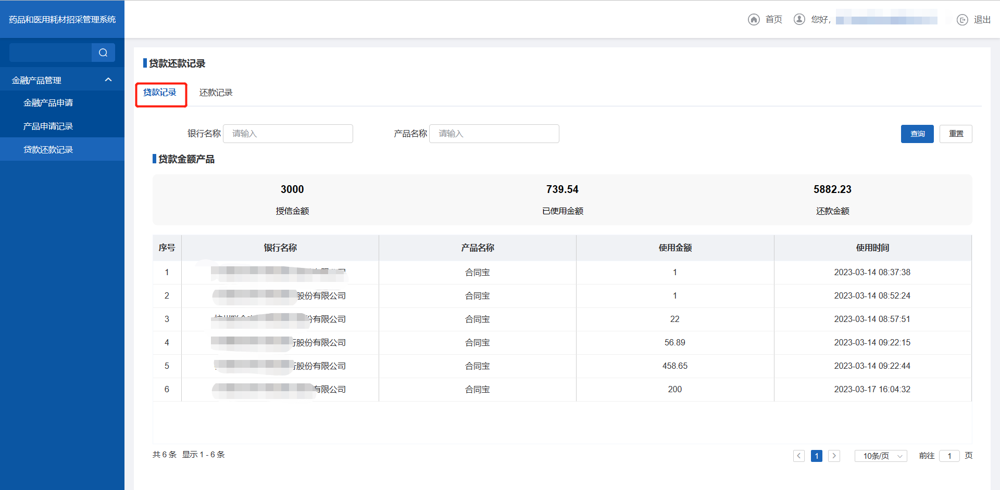 药品和医用耗材招采管理系统
首页 您好, 退出
金融产品管理
金融产品申请
产品申请记录
贷款还款记录
贷款还款记录
贷款记录 还款记录
银行名称 请输入 产品名称 请输入 查询 重置
贷款金额产品
3000 739.54 5882.23
授信金额 已使用金额 还款金额
序号 银行名称 产品名称 使用金额 使用时间
1 合同宝 1 2023-03-14 08:37:38
2 股份有限公司 合同宝 1 2023-03-14 08:52:24
3 份有限公司 合同宝 22 2023-03-14 08:57:51
4 行股份有限公司 合同宝 56.89 2023-03-14 09:22:15
5 行股份有限公司 合同宝 458.65 2023-03-14 09:22:44
6 有限公司 合同宝 200 2023-03-17 16:04:32
共 6 条 显示 1 - 6 条 1 10条/页 前往 1 页